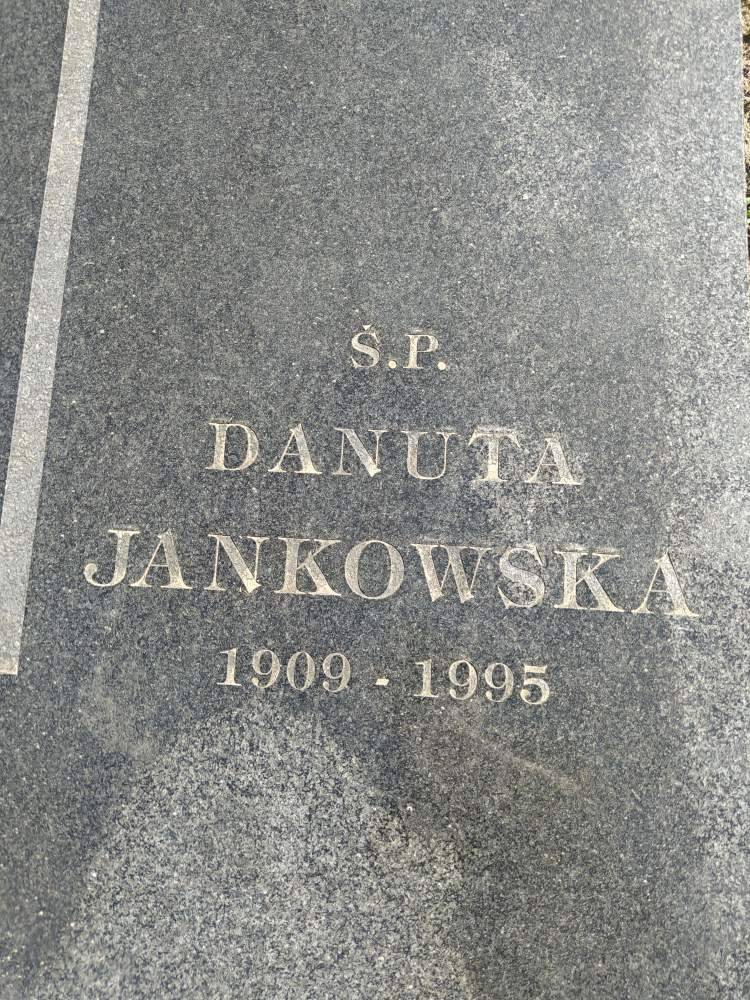 Š.P.
DANUTA
JANKOWSKA
1909 - 1995